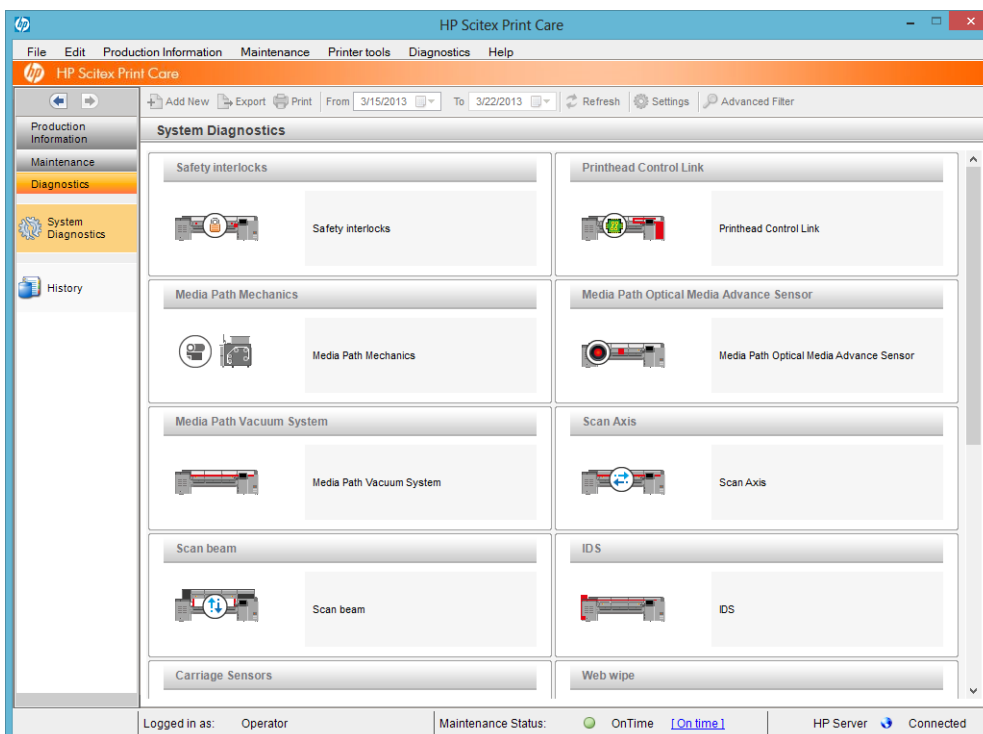 HP Scitex Print Care
File Edit Production Information Maintenance Printer tools Diagnostics Help
hp HP Scitex Print Care
Add New Export Print From 3/15/2013 To 3/22/2013 Refresh Settings Advanced Filter
Production
Information
Maintenance
Diagnostics
System
Diagnostics
History
System Diagnostics
Safety interlocks
Safety interlocks
Printhead Control Link
Printhead Control Link
Media Path Mechanics
Media Path Mechanics
Media Path Optical Media Advance Sensor
Media Path Optical Media Advance Sensor
Media Path Vacuum System
Media Path Vacuum System
Scan Axis
Scan Axis
Scan beam
Scan beam
IDS
IDS
Carriage Sensors
Web wipe
Logged in as: Operator Maintenance Status: OnTime [ On time ] HP Server Connected